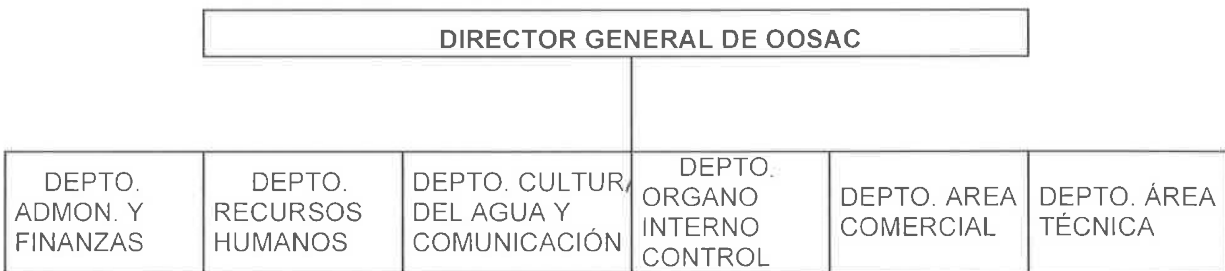 DIRECTOR GENERAL DE OOSAC
DEPTO.
ADMON. Y
FINANZAS
DEPTO.
RECURSOS
HUMANOS
DEPTO. CULTURA
DEL AGUA Y
COMUNICACIÓN
DEPTO.
ORGANO
INTERNO
CONTROL
DEPTO. AREA
COMERCIAL
DEPTO. ÁREA
TÉCNICA